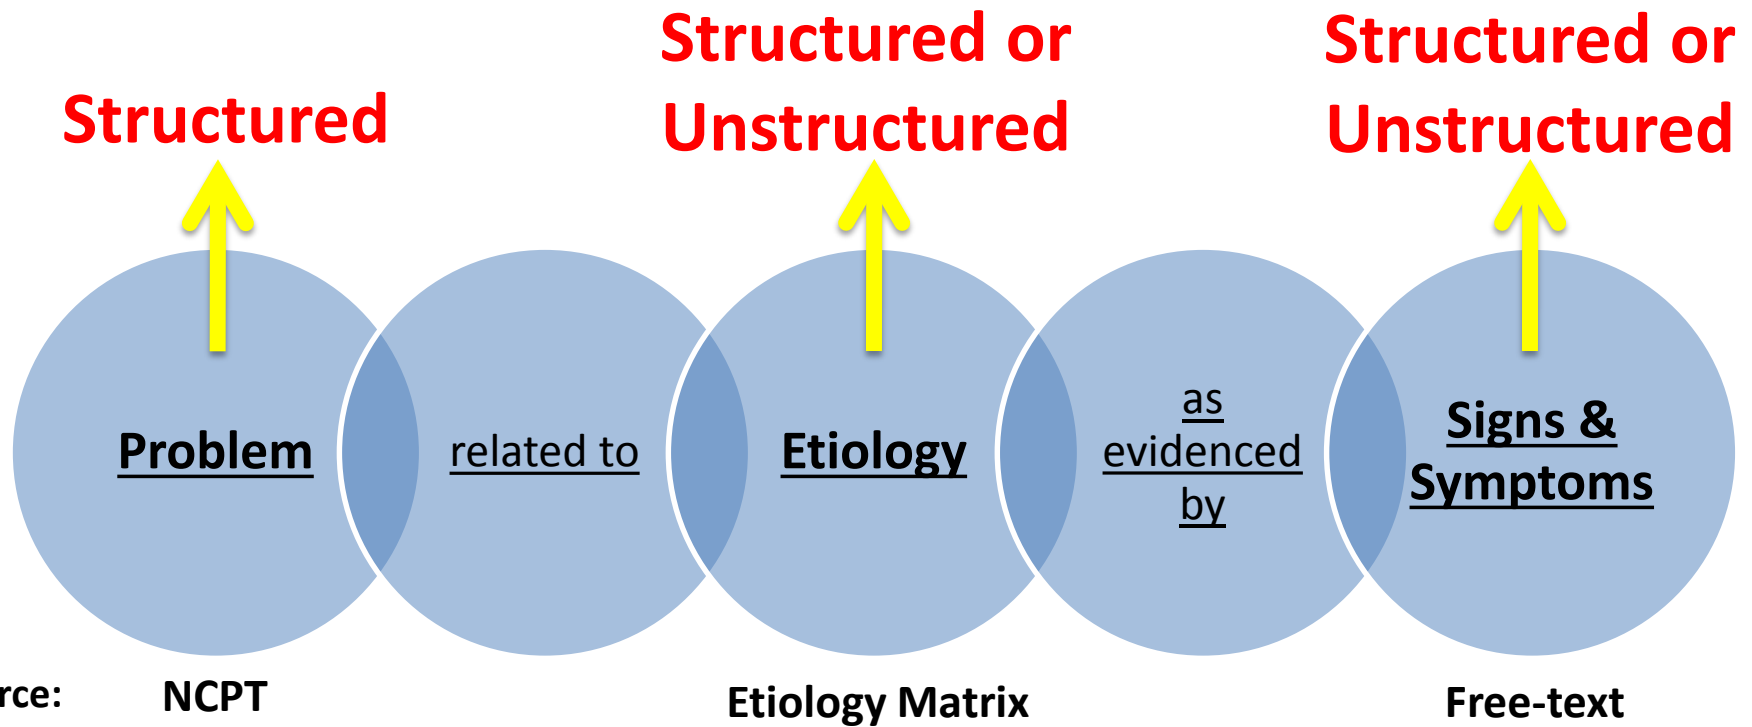 Structured
Structured or
Unstructured
Structured or
Unstructured
Problem
related to
Etiology
as
evidenced
by
Signs &
Symptoms
rce:
NCPT
Etiology Matrix
Free-text